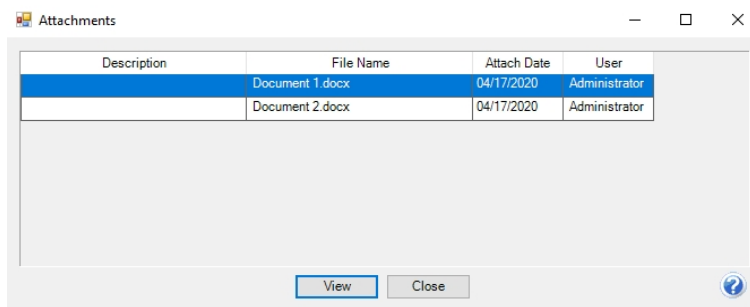 Attachments
Description File Name Attach Date User
Document 1.docx 04/17/2020 Administrator
Document 2.docx 04/17/2020 Administrator
View Close ?